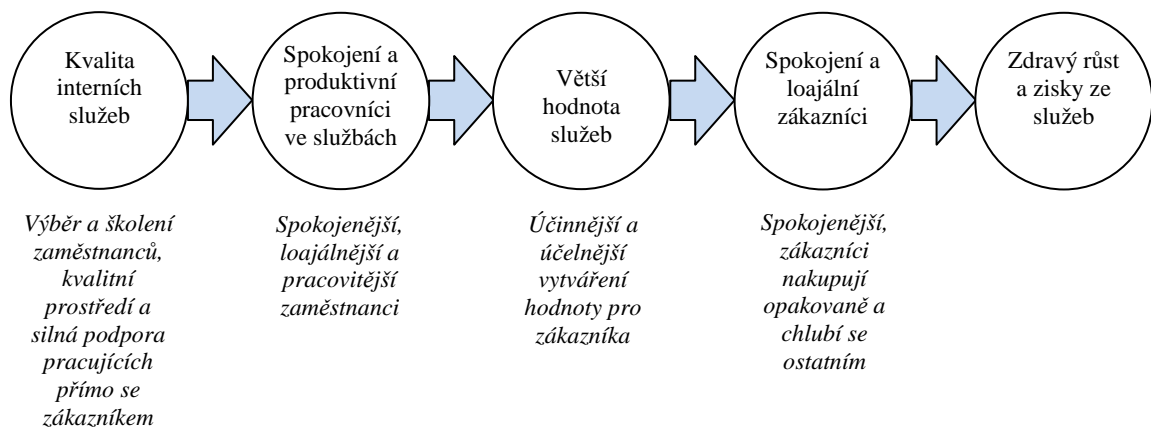 Kvalita
interních
služeb
Spokojení a
produktivní
pracovníci
ve službách
Větší
hodnota
služeb
Spokojení a
loajální
zákazníci
Zdravý růst
a zisky ze
služeb
Výběr a školení
zaměstnanců,
kvalitní
prostředí a
silná podpora
pracujících
přímo se
zákazníkem
Spokojenější,
loajálnější a
pracovitější
zaměstnanci
Účinnější a
účelnější
vytváření
hodnoty pro
zákazníka
Spokojenější,
zákazníci
nakupují
opakovaně a
chlubí se
ostatním